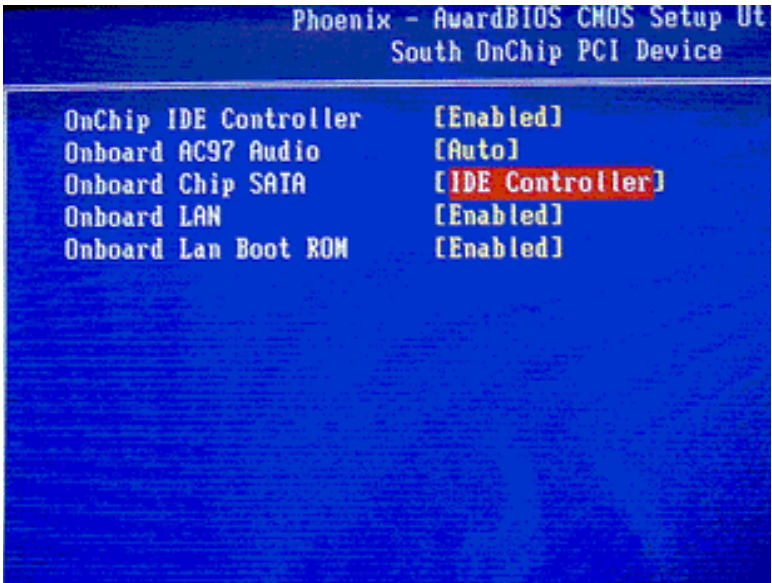 Phoenix - AwardBIOS CMOS Setup Ut
South OnChip PCI Device
OnChip IDE Controller [Enabled]
Onboard AC97 Audio [Auto]
Onboard Chip SATA [IDE Controller]
Onboard LAN [Enabled]
Onboard Lan Boot ROM [Enabled]